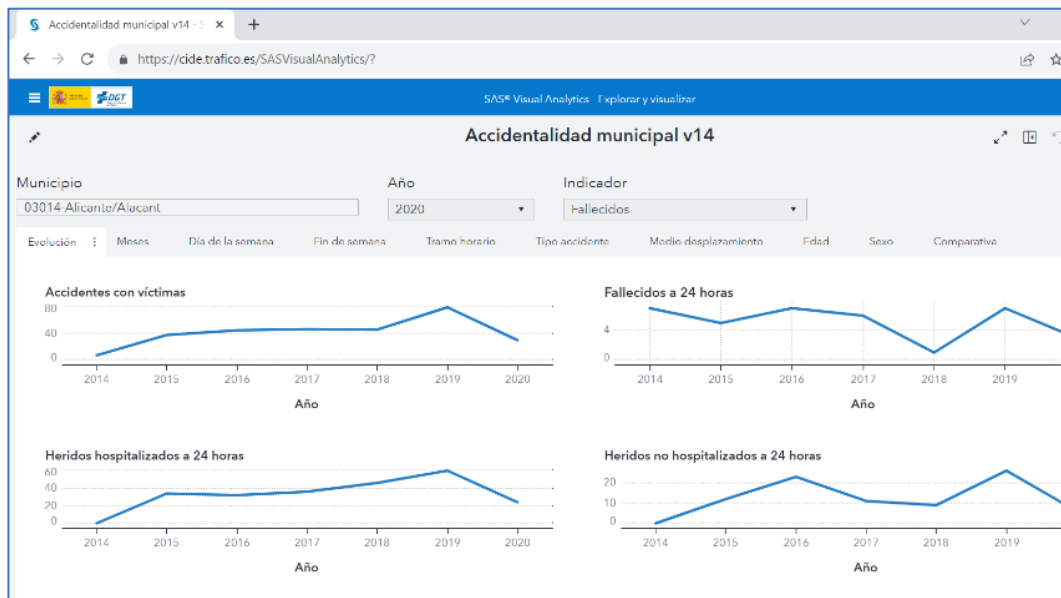 Accidentalidad municipal v14 - S
https://cide.trafico.es/SASVisualAnalytics/?
DGT
SAS® Visual Analytics - Explorar y visualizar
Accidentalidad municipal v14
Municipio Año Indicador
03014-Alicante/Alacant 2020 Fallecidos
Evolución Meses Día de la semana Fin de semana Tramo horario Tipo accidente Medio desplazamiento Edad Sexo Comparativa
Accidentes con víctimas
80
40
0
2014 2015 2016 2017 2018 2019 2020
Año
Fallecidos a 24 horas
4
0
2014 2015 2016 2017 2018 2019
Año
Heridos hospitalizados a 24 horas
60
40
20
0
2014 2015 2016 2017 2018 2019 2020
Año
Heridos no hospitalizados a 24 horas
20
10
0
2014 2015 2016 2017 2018 2019
Año